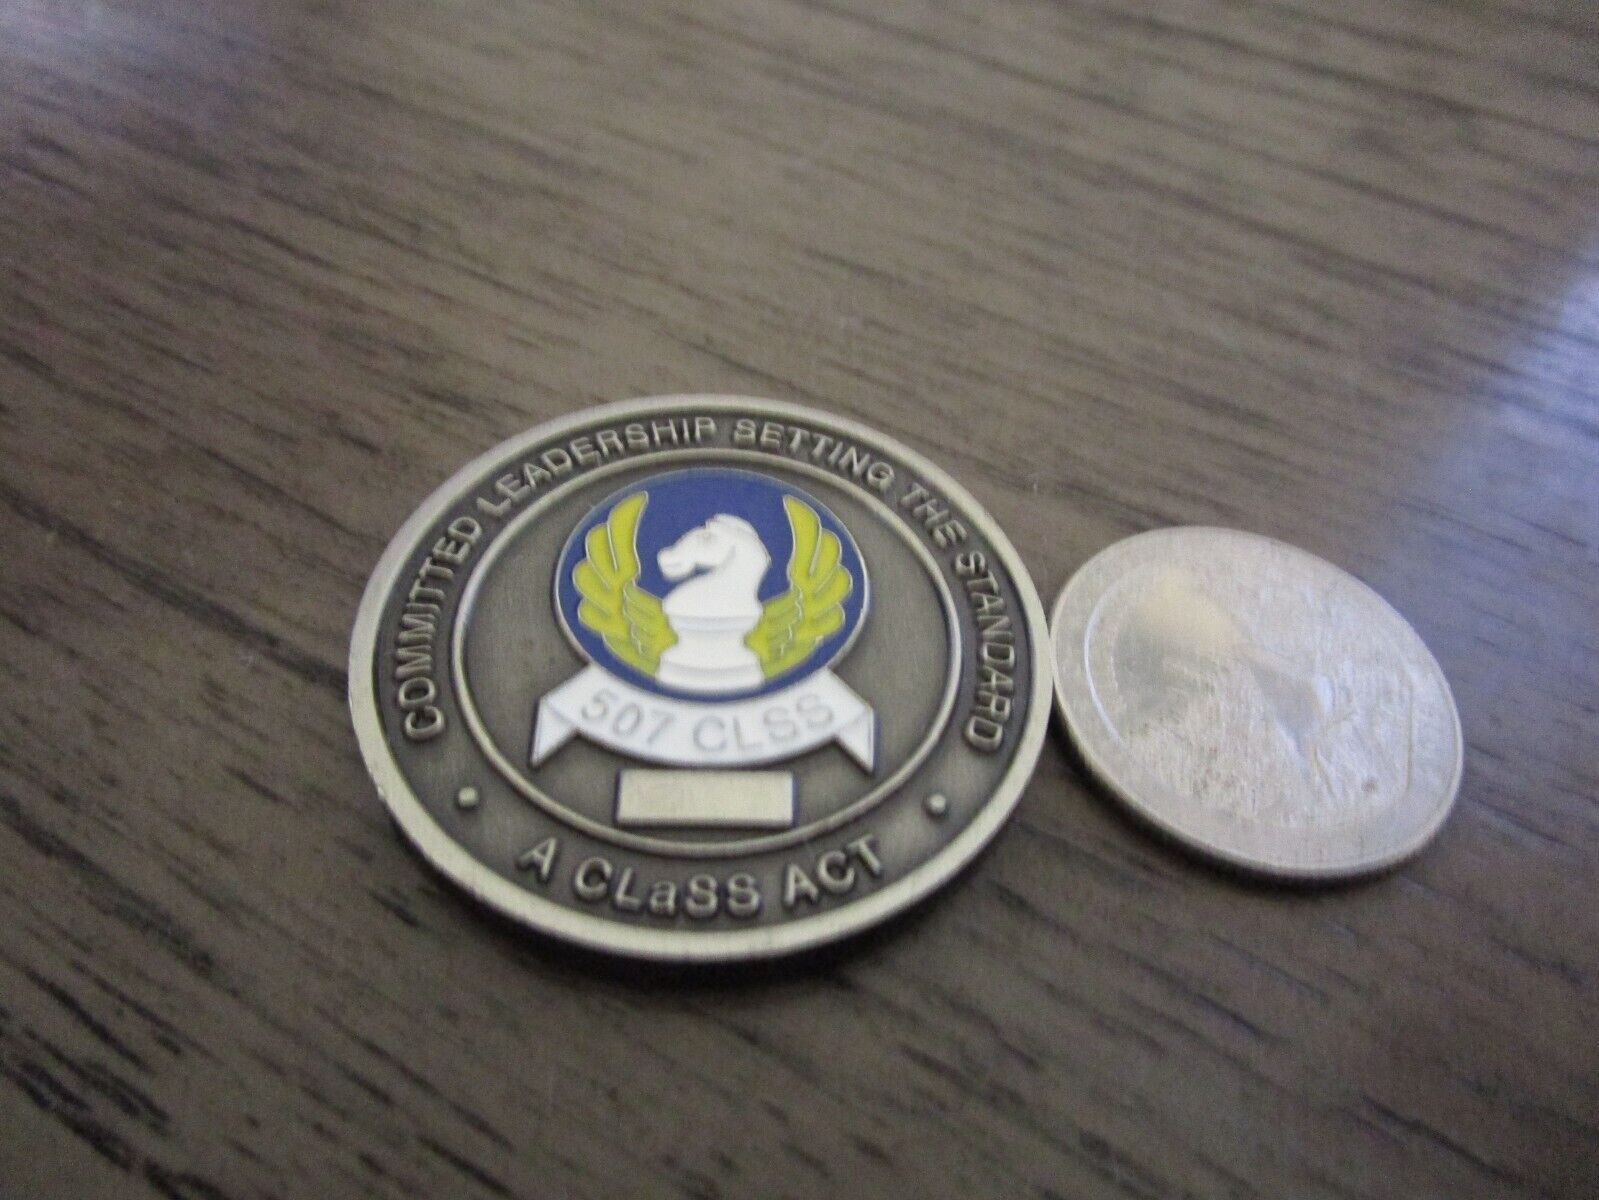 COMMITTED LEADERSHIP SETTING THE STANDARD
507 CLSS
A CLaSS ACT